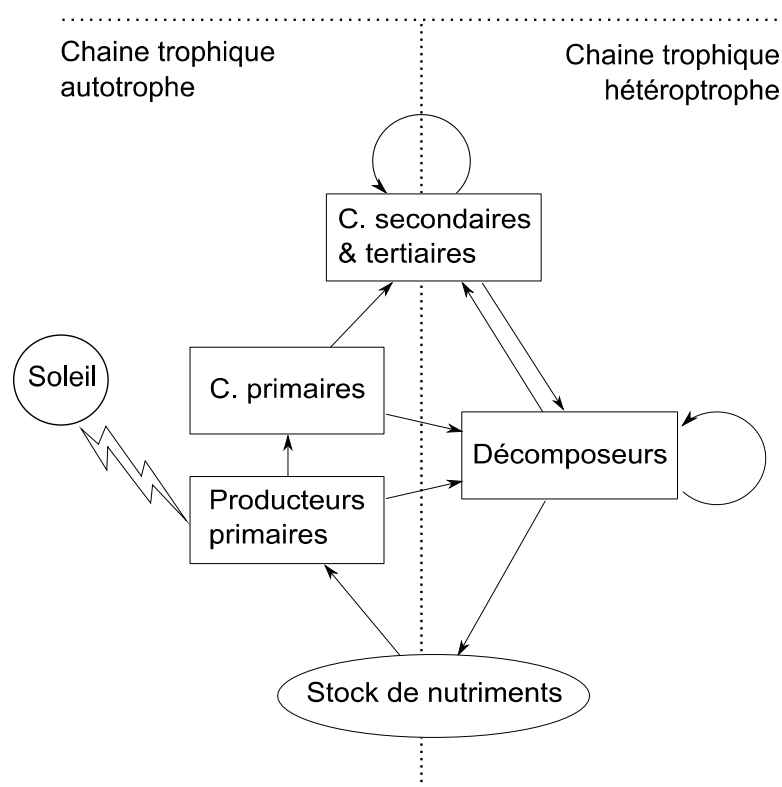 Chaine trophique
autotrophe
Chaine trophique
hétéroptrophe
C. secondaires
& tertiaires
Soleil
C. primaires
Décomposeurs
Producteurs
primaires
Stock de nutriments